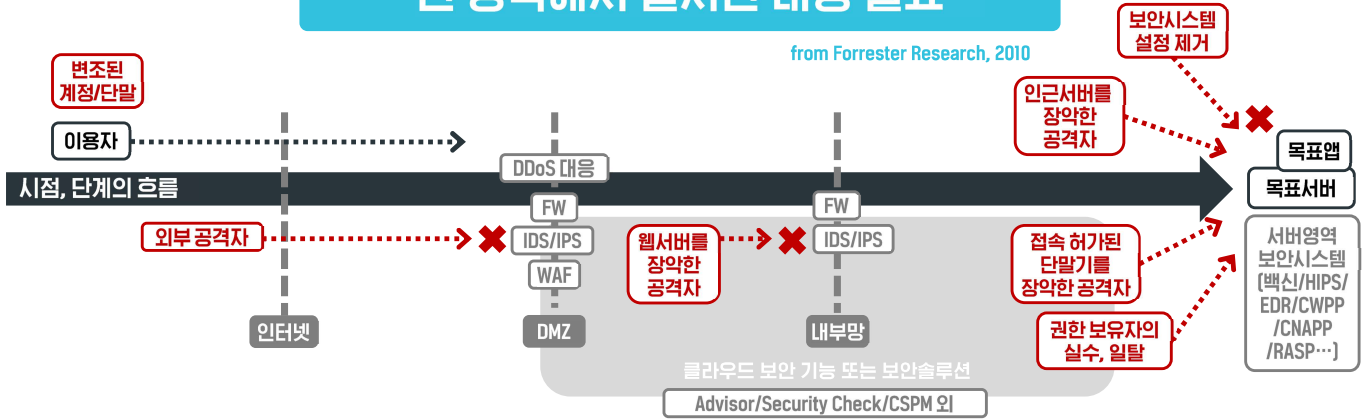 from Forrester Research, 2010
보안시스템
설정 제거
변조된
계정/단말
인근서버를
장악한
공격자
이용자
목표앱
DDoS 대응
시점, 단계의 흐름
목표서버
FW
FW
외부 공격자
IDS/IPS
웹서버를
장악한
공격자
IDS/IPS
접속 허가된
단말기를
장악한 공격자
서버영역
보안시스템
(백신/HIPS/
EDR/CWPP
/CNAPP
/RASP…)
WAF
인터넷
DMZ
내부망
권한 보유자의
실수, 일탈
클라우드 보안 기능 또는 보안솔루션
Advisor/Security Check/CSPM 외